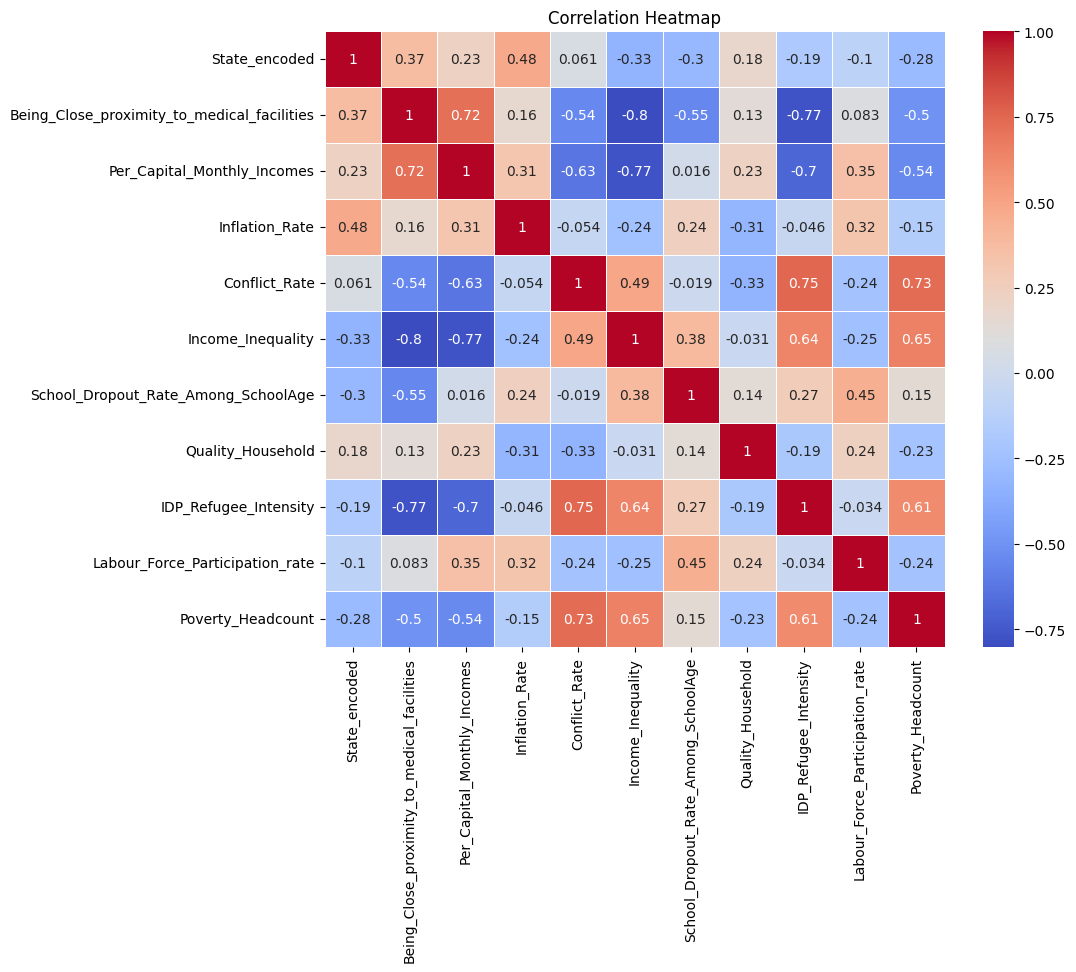 Correlation Heatmap
State_encoded 1 0.37 0.23 0.48 0.061 -0.33 -0.3 0.18 -0.19 -0.1 -0.28
Being_Close_proximity_to_medical_facilities 0.37 1 0.72 0.16 -0.54 -0.8 -0.55 0.13 -0.77 0.083 -0.5
Per_Capital_Monthly_Incomes 0.23 0.72 1 0.31 -0.63 -0.77 0.016 0.23 -0.7 0.35 -0.54
Inflation_Rate 0.48 0.16 0.31 1 -0.054 -0.24 0.24 -0.31 -0.046 0.32 -0.15
Conflict_Rate 0.061 -0.54 -0.63 -0.054 1 0.49 -0.019 -0.33 0.75 -0.24 0.73
Income_Inequality -0.33 -0.8 -0.77 -0.24 0.49 1 0.38 -0.031 0.64 -0.25 0.65
School_Dropout_Rate_Among_SchoolAge -0.3 -0.55 0.016 0.24 -0.019 0.38 1 0.14 0.27 0.45 0.15
Quality_Household 0.18 0.13 0.23 -0.31 -0.33 -0.031 0.14 1 -0.19 0.24 -0.23
IDP_Refugee_Intensity -0.19 -0.77 -0.7 -0.046 0.75 0.64 0.27 -0.19 1 -0.034 0.61
Labour_Force_Participation_rate -0.1 0.083 0.35 0.32 -0.24 -0.25 0.45 0.24 -0.034 1 -0.24
Poverty_Headcount -0.28 -0.5 -0.54 -0.15 0.73 0.65 0.15 -0.23 0.61 -0.24 1
State_encoded
Being_Close_proximity_to_medical_facilities
Per_Capital_Monthly_Incomes
Inflation_Rate
Conflict_Rate
Income_Inequality
School_Dropout_Rate_Among_SchoolAge
Quality_Household
IDP_Refugee_Intensity
Labour_Force_Participation_rate
Poverty_Headcount
1.00
0.75
0.50
0.25
0.00
-0.25
-0.50
-0.75